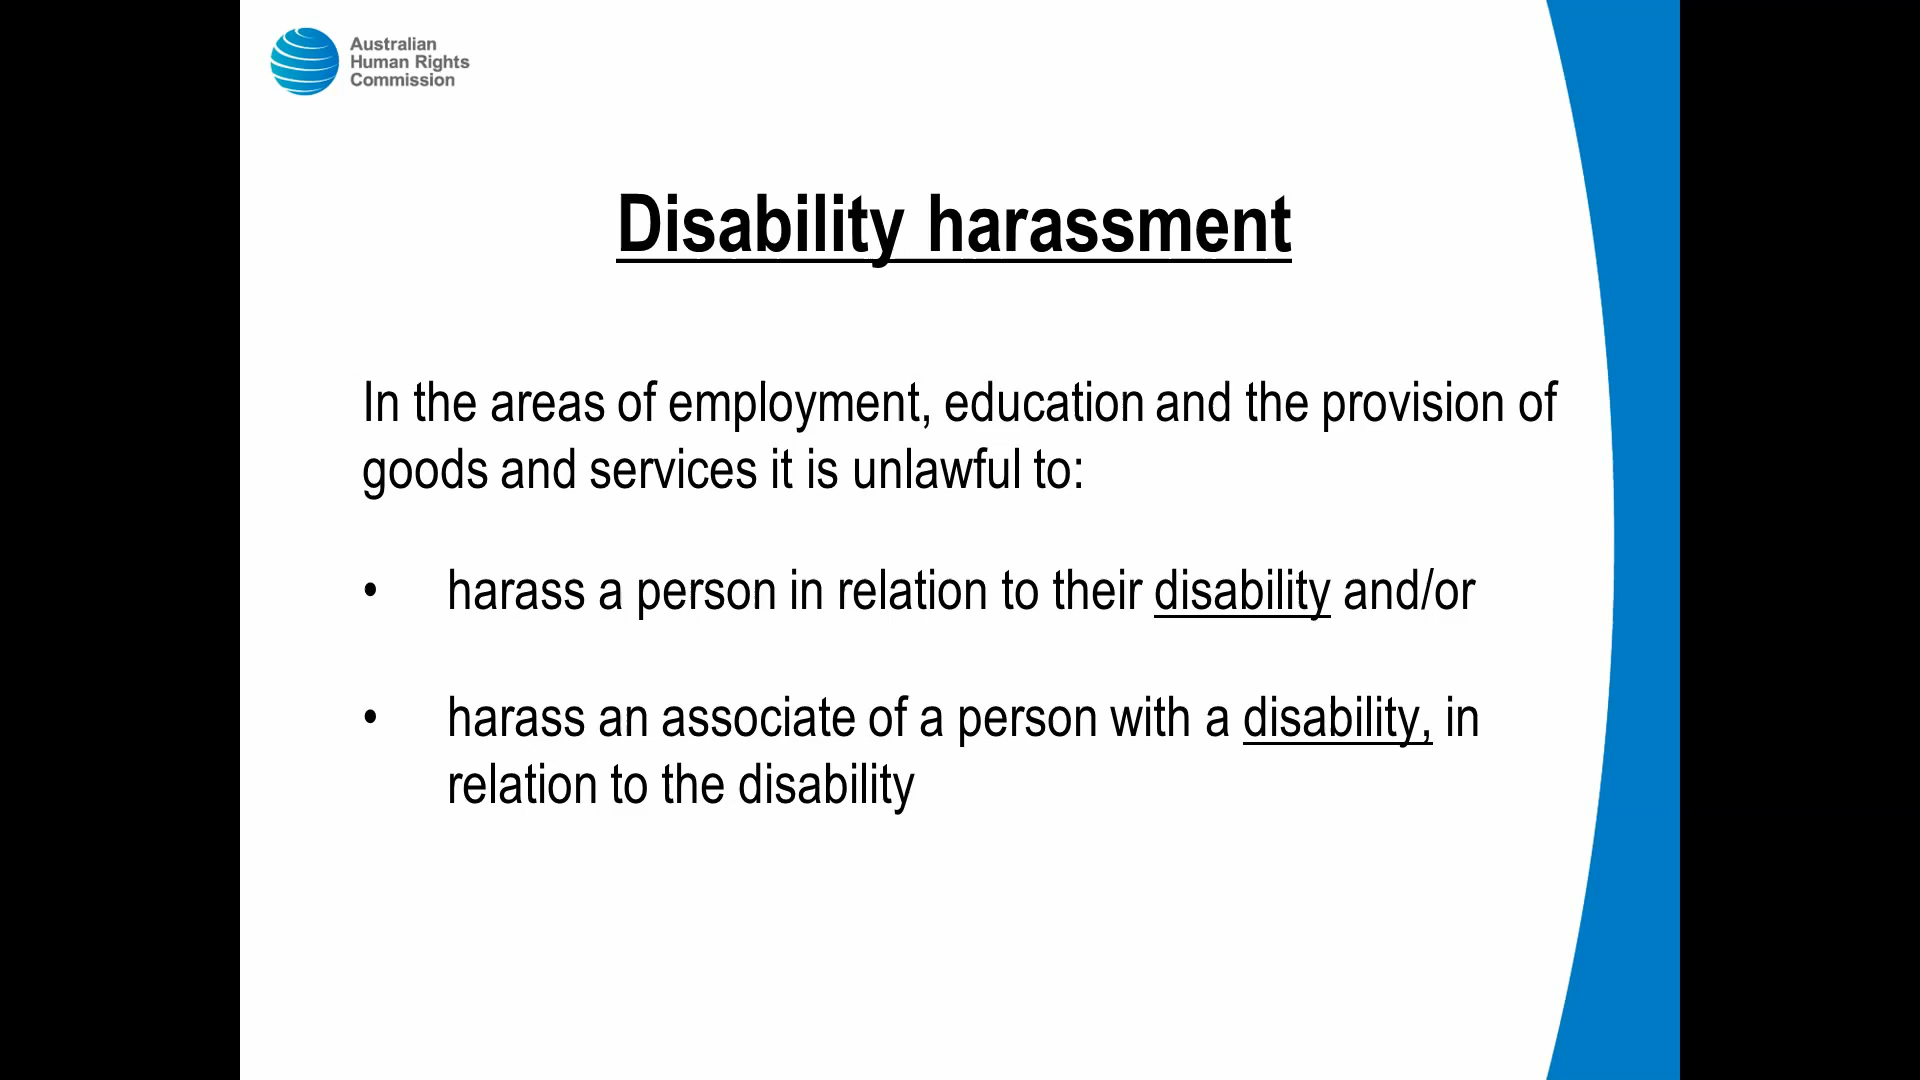 Australian
Human Rights
Commission
Disability harassment
In the areas of employment, education and the provision of
goods and services it is unlawful to:
• harass a person in relation to their disability and/or
• harass an associate of a person with a disability, in
relation to the disability